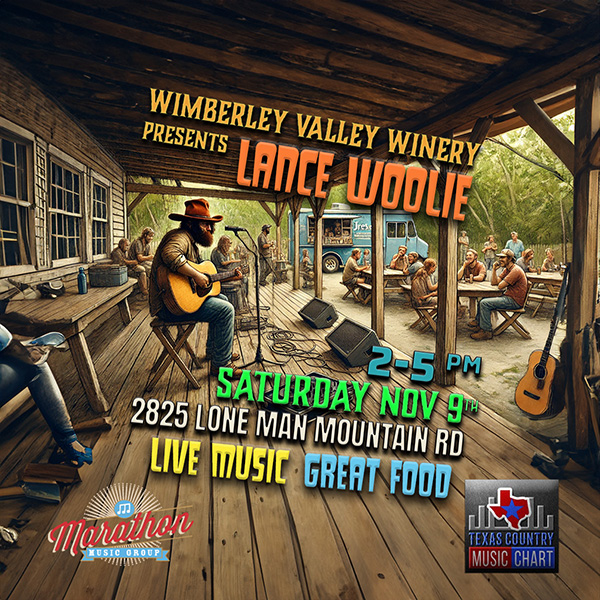 WIMBERLEY VALLEY WINERY
PRESENTS LANCE WOOLIE
2-5 PM
SATURDAY NOV 9TH
2825 LONE MAN MOUNTAIN RD
LIVE MUSIC GREAT FOOD
Marathon
MUSIC GROUP
TEXAS COUNTRY
MUSIC CHART